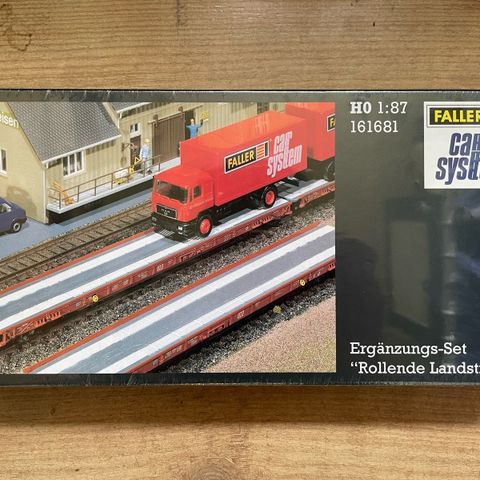 H0 1:87
161681
FALLER
car
system
FALLER
car
system
Ergänzungs-Set
“Rollende Landst